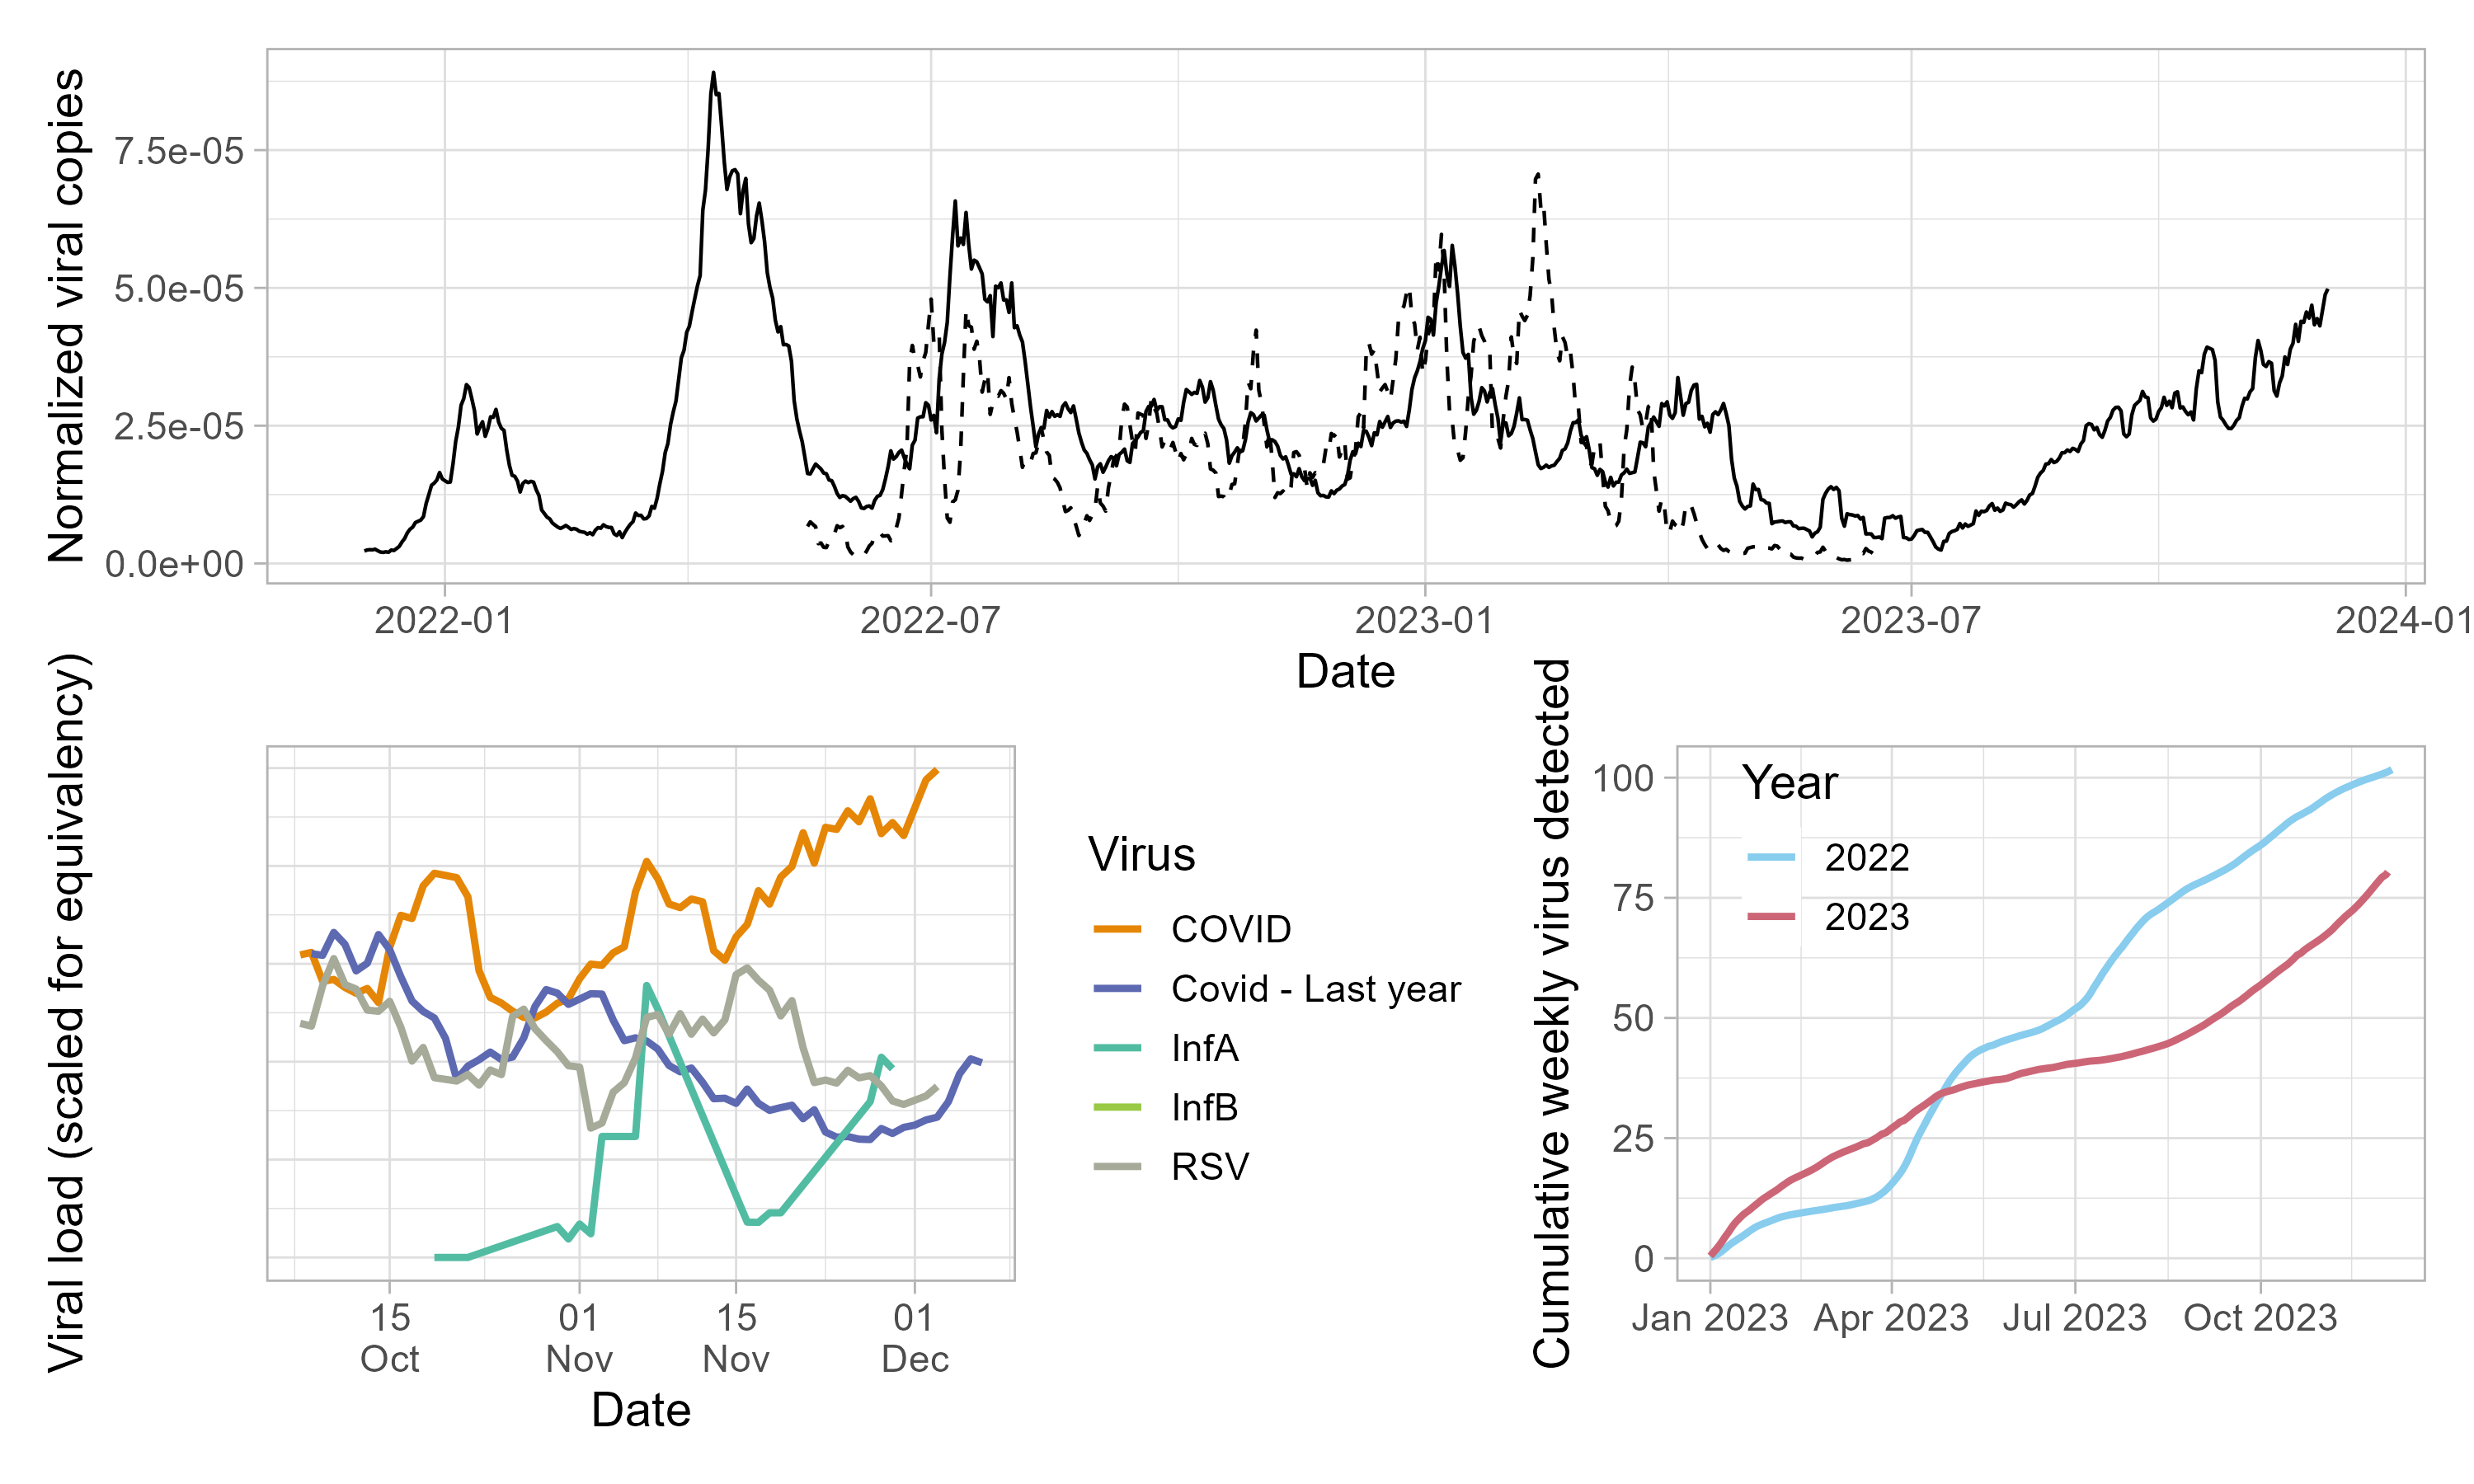 Normalized viral copies
7.5e-05
5.0e-05
2.5e-05
0.0e+00
2022-01
2022-07
2023-01
2023-07
2024-01
Date
Viral load (scaled for equivalency)
15
Oct
01
Nov
15
Nov
01
Dec
Date
Virus
COVID
Covid - Last year
InfA
InfB
RSV
Cumulative weekly virus detected
100
75
50
25
0
Year
2022
2023
Jan 2023
Apr 2023
Jul 2023
Oct 2023